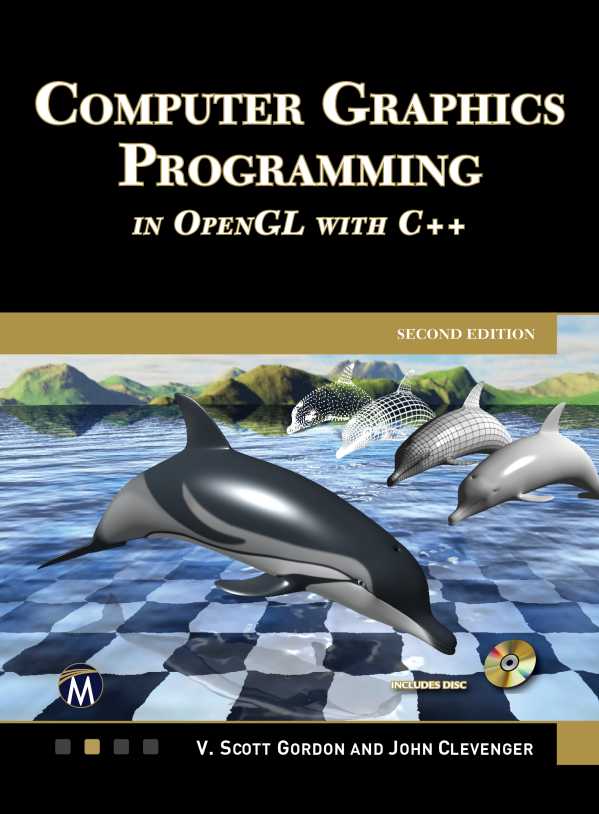 COMPUTER GRAPHICS
PROGRAMMING
IN OPENGL WITH C++
SECOND EDITION
M
INCLUDES DISC
V. SCOTT GORDON AND JOHN CLEVENGER